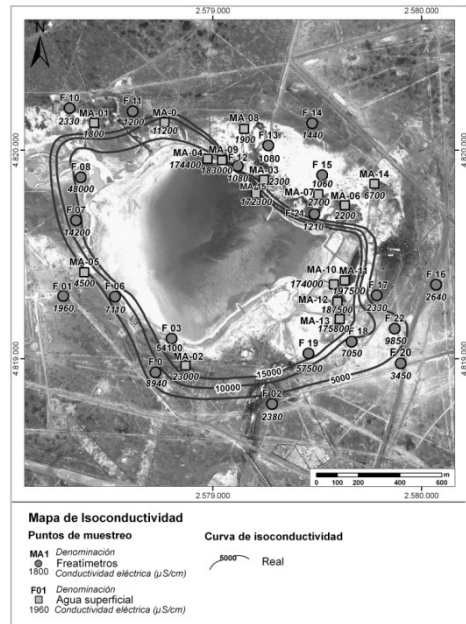 2.579.000
2.580.000
N
4.820.000
4.820.000
F 10
2330
MA-01
1800
F 11
1200
MA-0
11200
MA-08
1900
F 14
1440
F 13
1080
MA-04
174400
MA-09
183000
F 12
1080
MA-03
2300
172300
F 15
1060
MA-14
6700
MA-07
2700
MA-06
2200
F 21
1210
F 08
48000
F 07
14200
MA-05
4500
F 01
1960
F 06
7110
MA-10
174000
MA-11
197500
MA-12
187500
MA-13
175800
F 17
2330
F 16
2640
F 22
9850
F 18
7050
F 20
3450
F 03
54100
F 19
57500
F 0
8940
MA-02
23000
15000
10000
5000
F 02
2380
4.819.000
4.819.000
0 100 200 400 600
m
2.579.000
2.580.000
Mapa de Isoconductividad
Puntos de muestreo
MA1 Denominación
Freatímetros
1800 Conductividad eléctrica (µS/cm)
F01 Denominación
Agua superficial
1960 Conductividad eléctrica (µS/cm)
Curva de isoconductividad
5000 Real